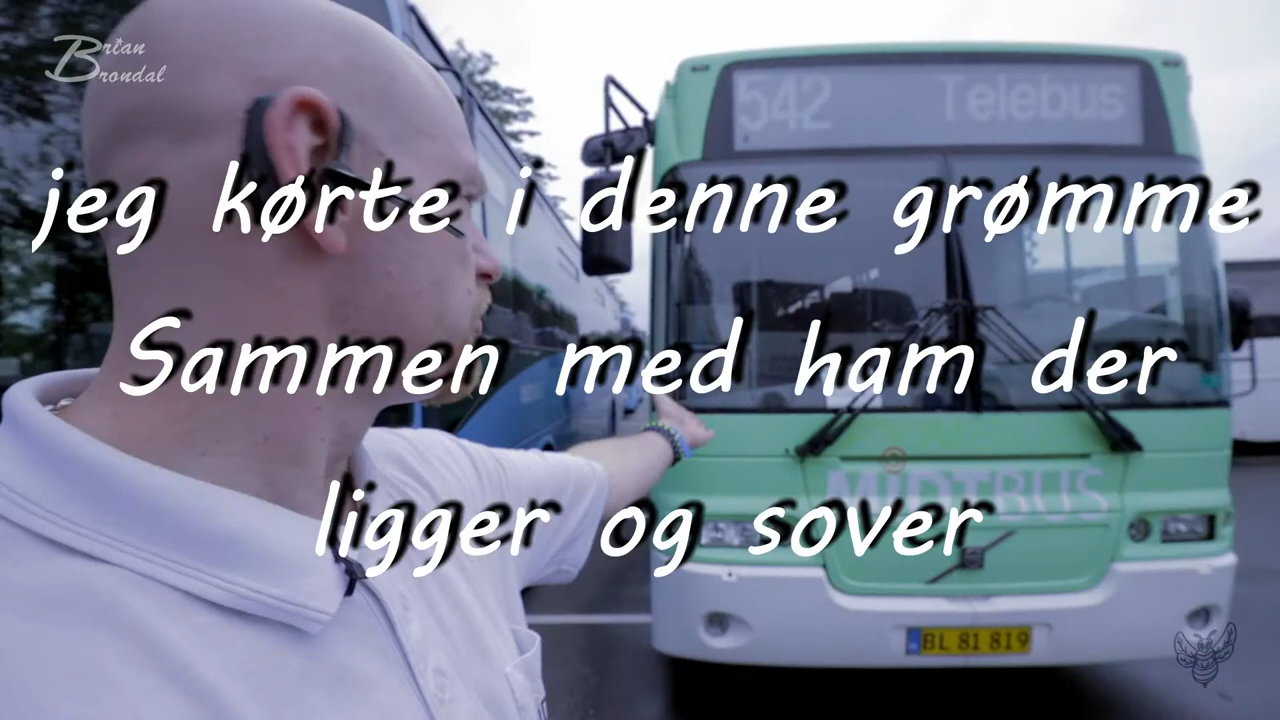 Brian
Brondal
542 Telebus
jeg kørte i denne grømme
Sammen med ham der
ligger og sover
MIDTBUS
BL 81 819